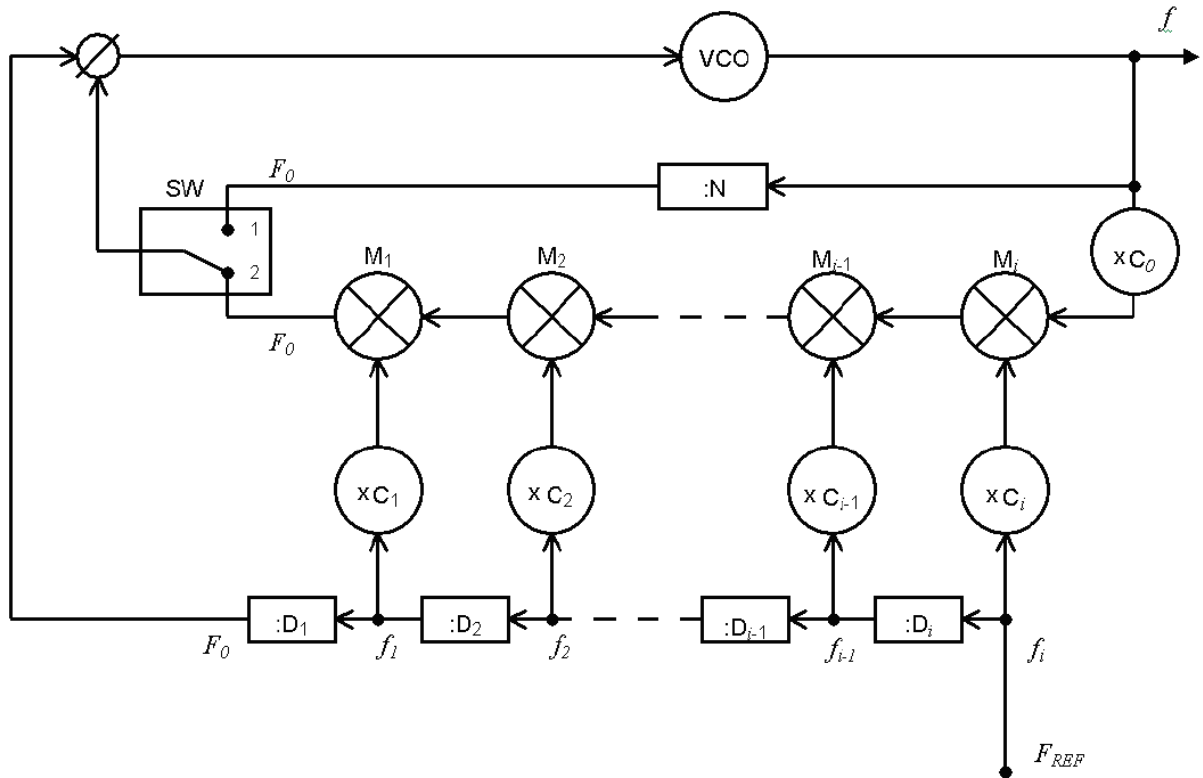 f
VCO
F0
:N
SW
1
2
xC0
M1
M2
Mi-1
Mi
F0
xC1
xC2
xCi-1
xCi
:D1
:D2
:Di-1
:Di
F0
f1
f2
fi-1
fi
FREF